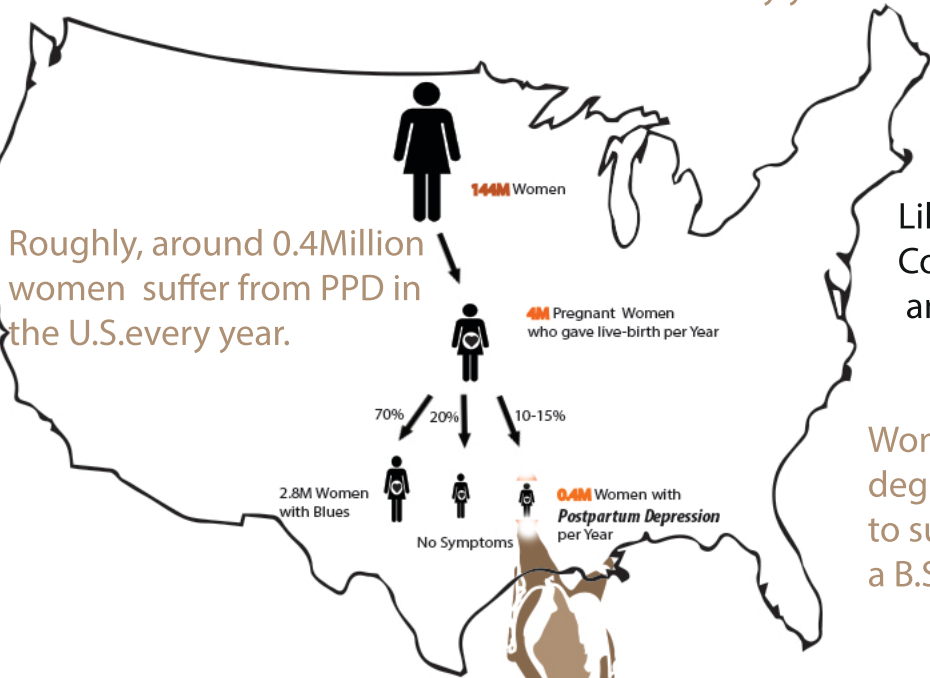 144M Women
Roughly, around 0.4Million
women suffer from PPD in
the U.S.every year.
4M Pregnant Women
who gave live-birth per Year
70%
20%
10-15%
2.8M Women
with Blues
No Symptoms
0.4M Women with
Postpartum Depression
per Year
to
a